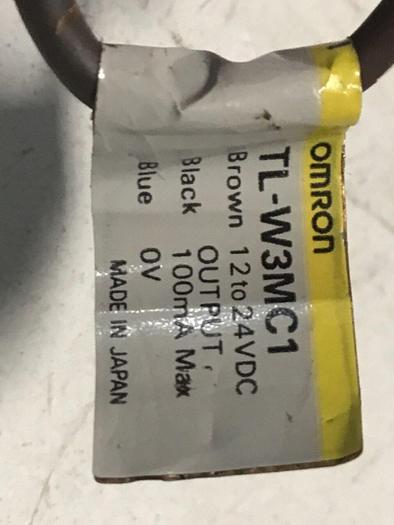 OMRON
TL-W3MC1
Brown 12 to 24VDC
OUTPUT
Black 100mA Max
Blue 0V
MADE IN JAPAN